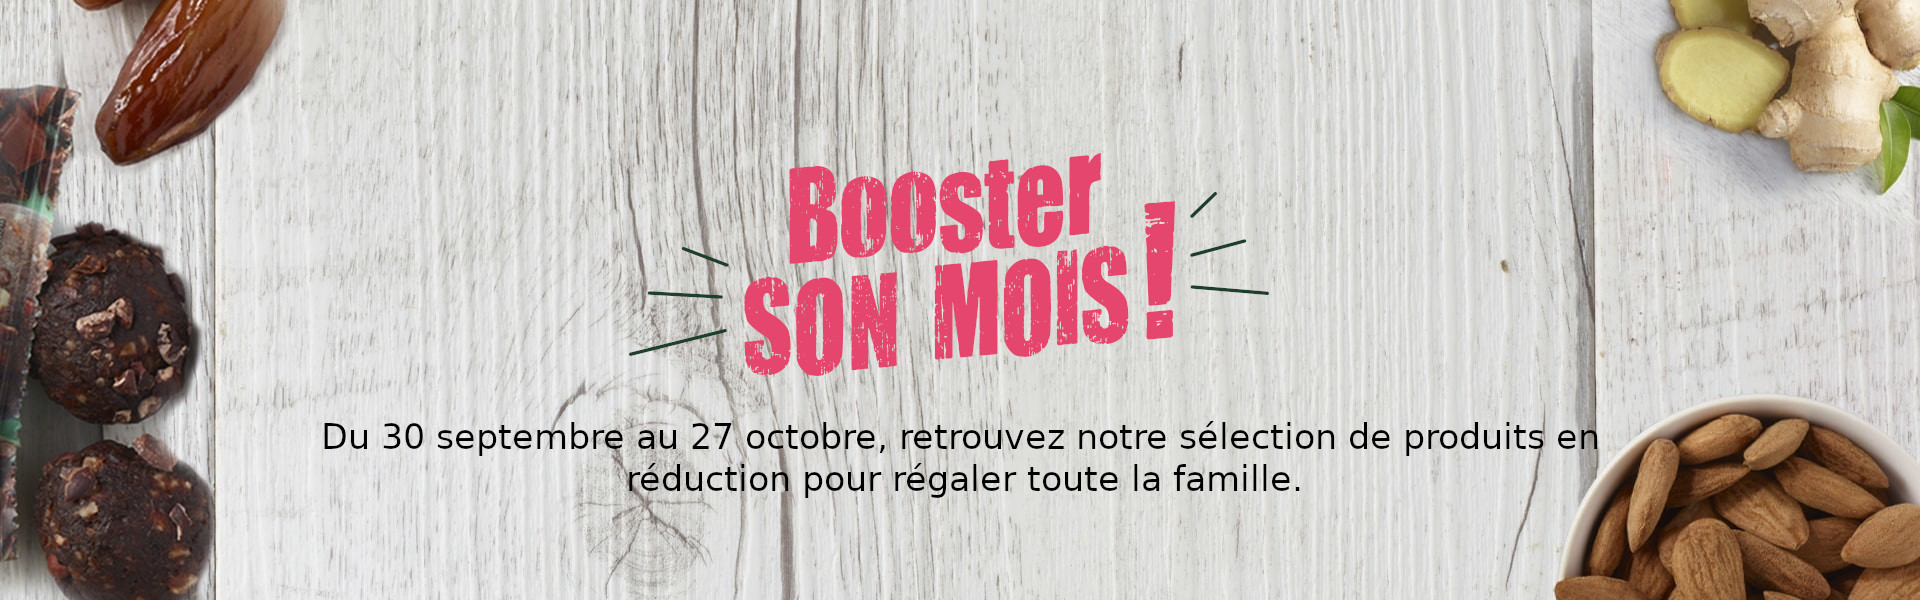 Booster
SON MOIS !
Du 30 septembre au 27 octobre, retrouvez notre sélection de produits en
réduction pour régaler toute la famille.